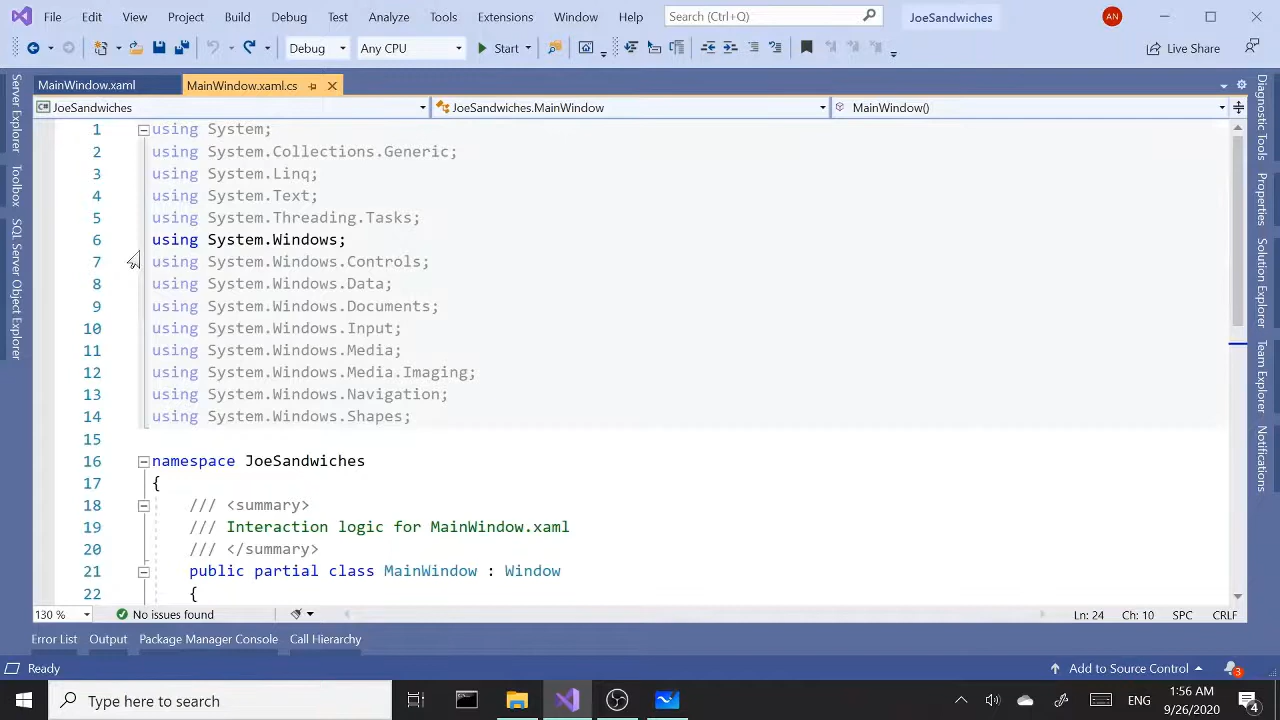 File Edit View Git Project Build Debug Test Analyze Tools Extensions Window Help Search (Ctrl+Q) JoeSandwiches AN
Debug Any CPU Start Live Share
MainWindow.xaml MainWindow.xaml.cs
JoeSandwiches JoeSandwiches.MainWindow MainWindow()
Server Explorer
Toolbox
SQL Server Object Explorer
1 using System;
2 using System.Collections.Generic;
3 using System.Linq;
4 using System.Text;
5 using System.Threading.Tasks;
6 using System.Windows;
7 using System.Windows.Controls;
8 using System.Windows.Data;
9 using System.Windows.Documents;
10 using System.Windows.Input;
11 using System.Windows.Media;
12 using System.Windows.Media.Imaging;
13 using System.Windows.Navigation;
14 using System.Windows.Shapes;
15
16 namespace JoeSandwiches
17 {
18 /// <summary>
19 /// Interaction logic for MainWindow.xaml
20 /// </summary>
21 public partial class MainWindow : Window
22 {
Diagnostic Tools
Properties
Solution Explorer
Team Explorer
Notifications
130 % No issues found Ln: 24 Ch: 10 SPC CRLF
Error List Output Package Manager Console Call Hierarchy
Ready Add to Source Control 3
Type here to search ENG :56 AM
9/26/2020 4